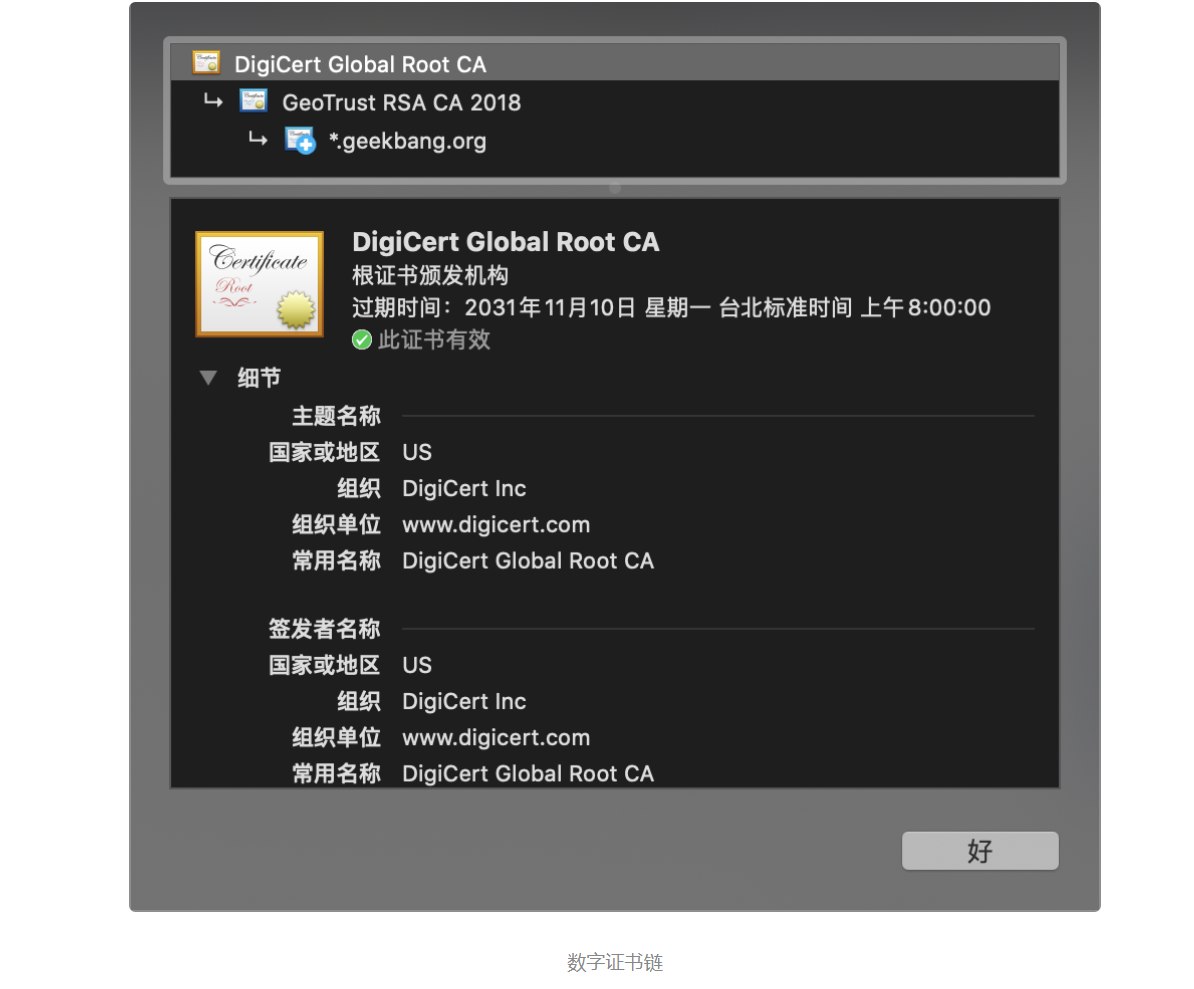 DigiCert Global Root CA
GeoTrust RSA CA 2018
*.geekbang.org
Certificate
Root
DigiCert Global Root CA
根证书颁发机构
过期时间：2031年11月10日 星期一 台北标准时间 上午8:00:00
此证书有效
细节
主题名称
国家或地区 US
组织 DigiCert Inc
组织单位 www.digicert.com
常用名称 DigiCert Global Root CA
签发者名称
国家或地区 US
组织 DigiCert Inc
组织单位 www.digicert.com
常用名称 DigiCert Global Root CA
好
数字证书链